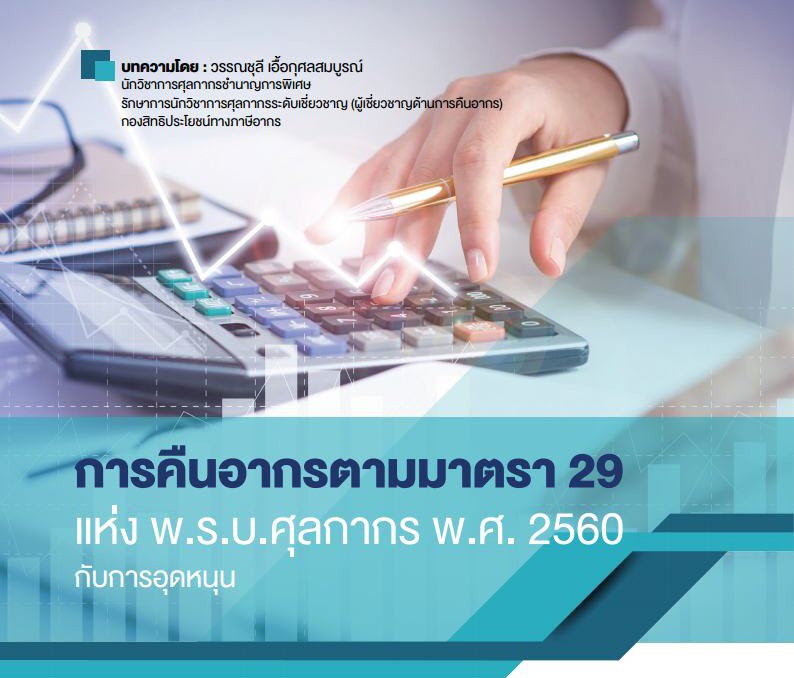 บทความโดย : วรรณชุลี เอื้อกุศลสมบูรณ์
นักวิชาการศุลกากรชำนาญการพิเศษ
รักษาการนักวิชาการศุลกากรระดับเชี่ยวชาญ (ผู้เชี่ยวชาญด้านการคืนอากร)
กองสิทธิประโยชน์ทางภาษีอากร
การคืนอากรตามมาตรา 29
แห่ง พ.ร.บ.ศุลกากร พ.ศ. 2560
กับการอุดหนุน